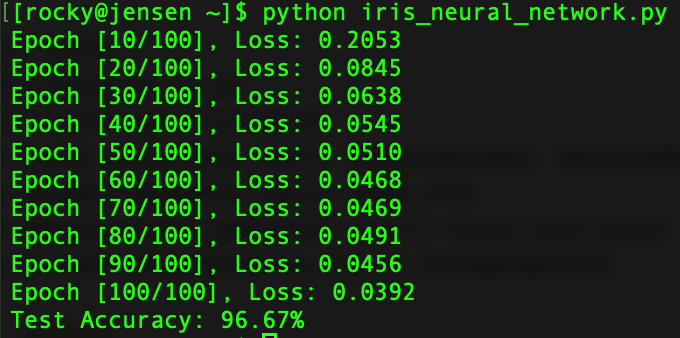 [[rocky@jensen ~]$ python iris_neural_network.py
Epoch [10/100], Loss: 0.2053
Epoch [20/100], Loss: 0.0845
Epoch [30/100], Loss: 0.0638
Epoch [40/100], Loss: 0.0545
Epoch [50/100], Loss: 0.0510
Epoch [60/100], Loss: 0.0468
Epoch [70/100], Loss: 0.0469
Epoch [80/100], Loss: 0.0491
Epoch [90/100], Loss: 0.0456
Epoch [100/100], Loss: 0.0392
Test Accuracy: 96.67%